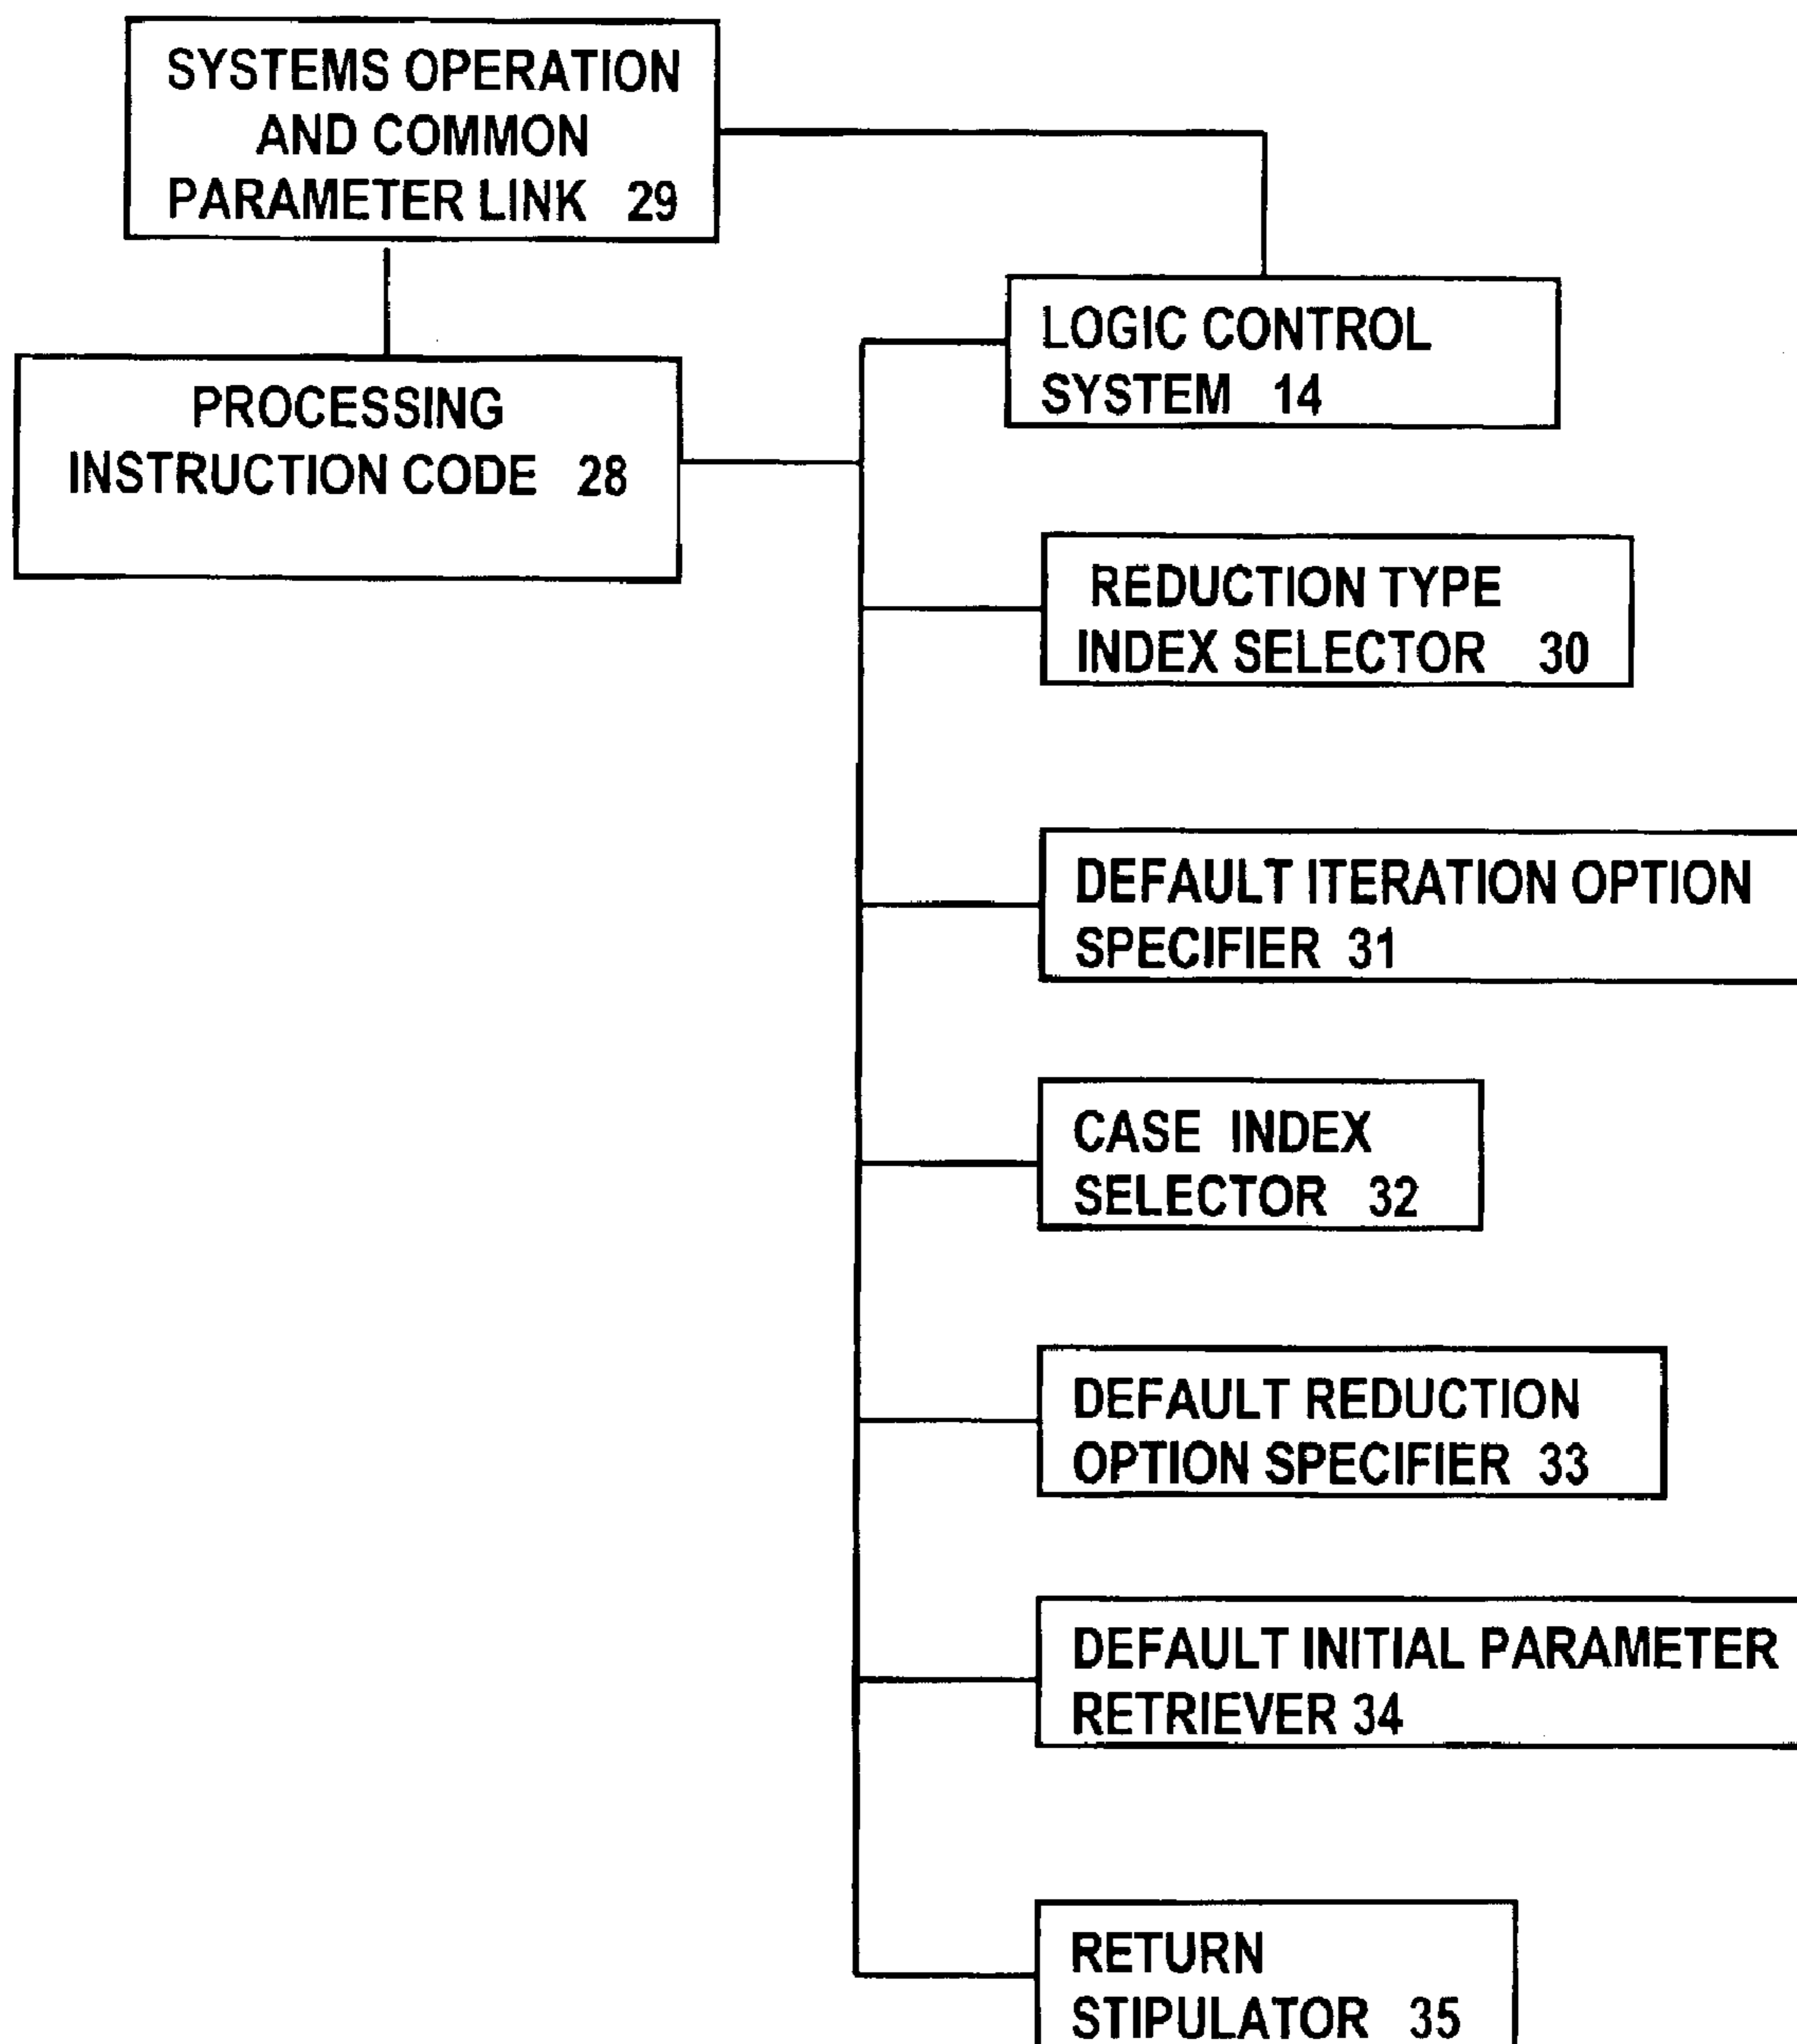 SYSTEMS OPERATION
AND COMMON
PARAMETER LINK 29
PROCESSING
INSTRUCTION CODE 28
LOGIC CONTROL
SYSTEM 14
REDUCTION TYPE
INDEX SELECTOR 30
DEFAULT ITERATION OPTION
SPECIFIER 31
CASE INDEX
SELECTOR 32
DEFAULT REDUCTION
OPTION SPECIFIER 33
DEFAULT INITIAL PARAMETER
RETRIEVER 34
RETURN
STIPULATOR 35